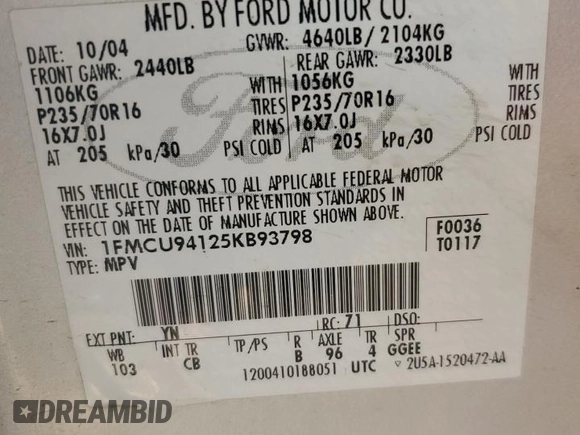 MFD. BY FORD MOTOR CO.
DATE: 10/04
GVWR: 4640LB / 2104KG
FRONT GAWR: 2440LB
REAR GAWR: 2330LB
1106KG WITH
1056KG WITH
P235/70R16 TIRES
P235/70R16 TIRES
16X7.0J RIMS
16X7.0J RIMS
AT 205 kPa/30 PSI COLD
AT 205 kPa/30 PSI COLD
Ford
THIS VEHICLE CONFORMS TO ALL APPLICABLE FEDERAL MOTOR
VEHICLE SAFETY AND THEFT PREVENTION STANDARDS IN
EFFECT ON THE DATE OF MANUFACTURE SHOWN ABOVE.
VIN: 1FMCU94125KB93798
F0036
TYPE: MPV
T0117
EXT PNT: YN RC: 71 DSO:
WB INT TR TP/PS R AXLE TR SPR
103 CB B 96 4 GGEE
1200410188051 UTC 2U5A-1520472-AA
DREAMBID